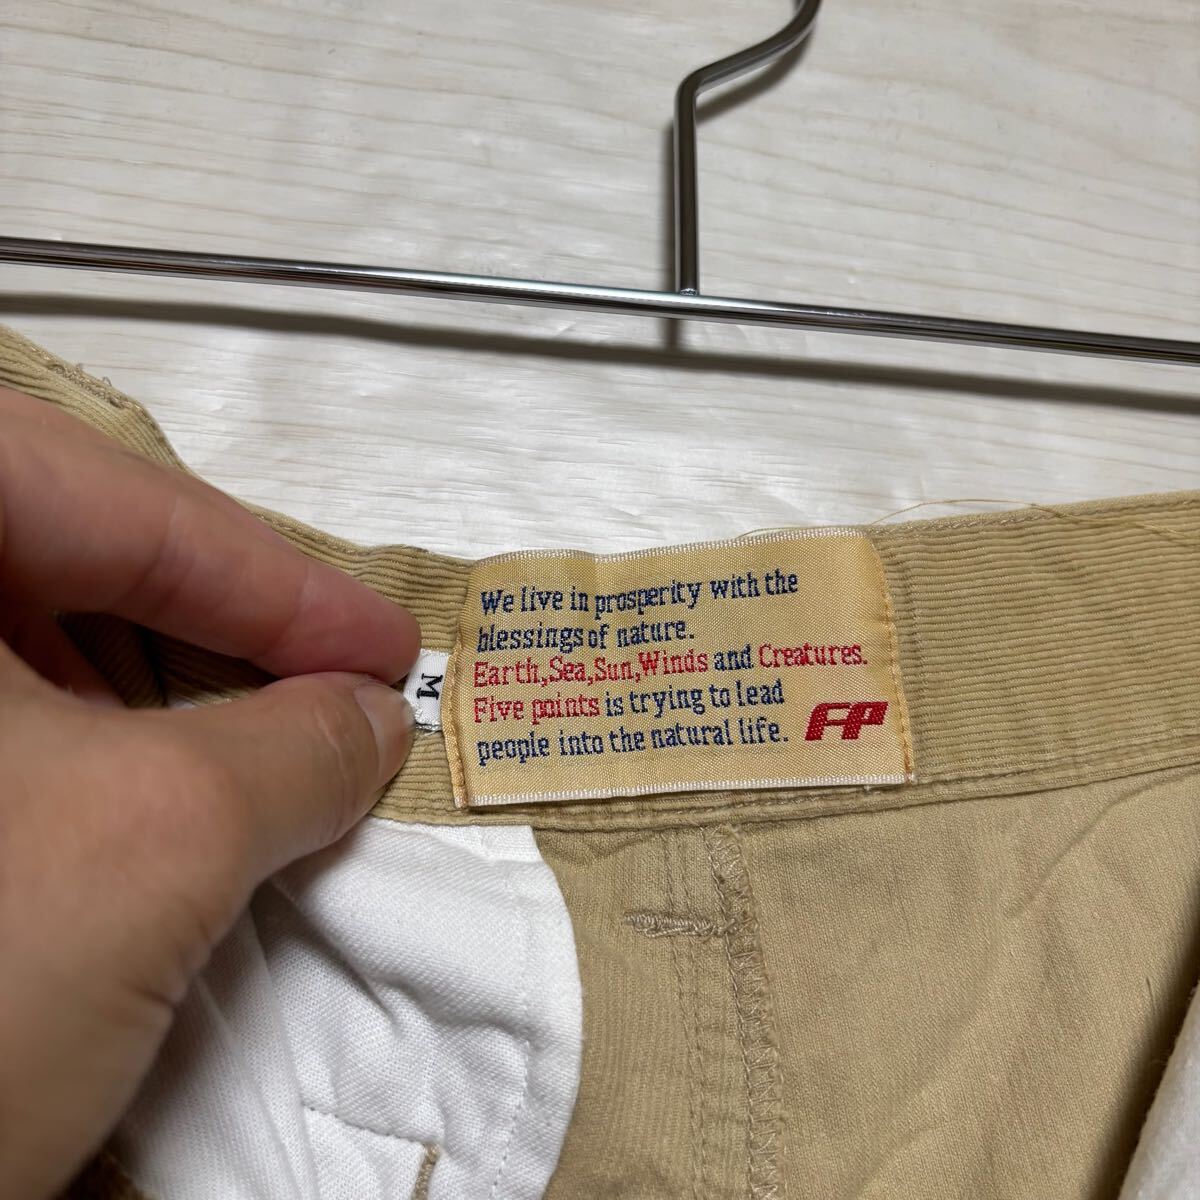 We live in prosperity with the
blessings of nature.
Earth,Sea,Sun,Winds and Creatures.
Five points is trying to lead
people into the natural life.
FP
M